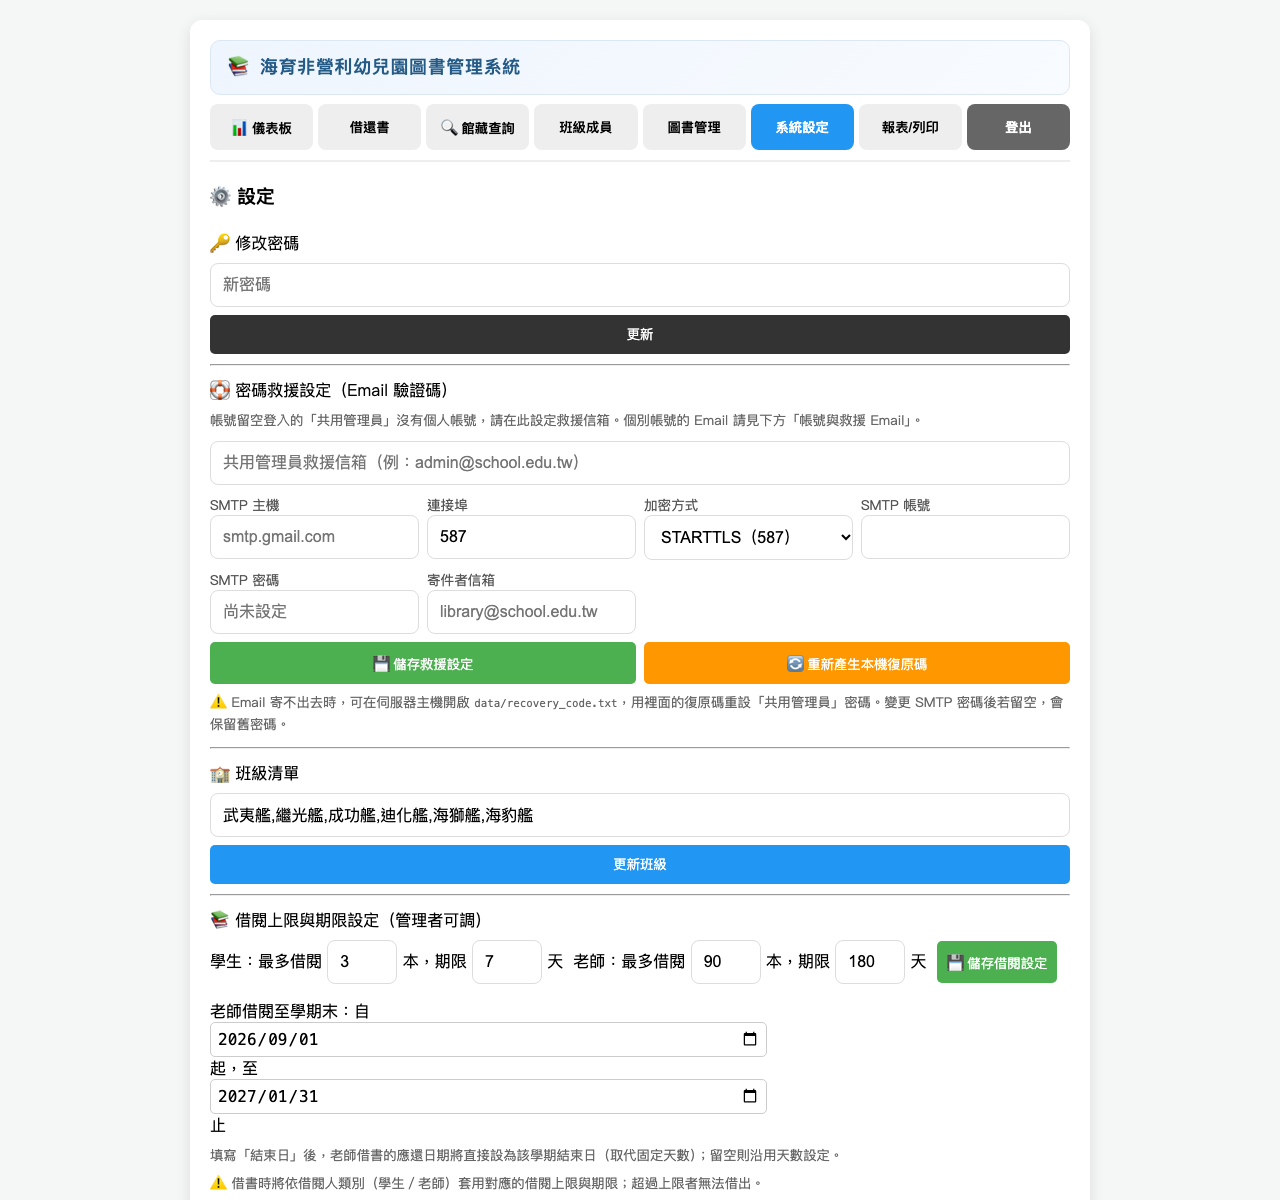 📚 海育非營利幼兒園圖書管理系統
📊 儀表板 借還書 🔍 館藏查詢 班級成員 圖書管理 系統設定 報表/列印 登出
⚙️ 設定
🔑 修改密碼
新密碼
更新
🛟 密碼救援設定（Email 驗證碼）
帳號留空登入的「共用管理員」沒有個人帳號，請在此設定救援信箱。個別帳號的 Email 請見下方「帳號與救援 Email」。
共用管理員救援信箱（例：admin@school.edu.tw）
SMTP 主機 連接埠 加密方式 SMTP 帳號
smtp.gmail.com 587 STARTTLS（587）
SMTP 密碼 寄件者信箱
尚未設定 library@school.edu.tw
💾 儲存救援設定 🔄 重新產生本機復原碼
⚠️ Email 寄不出去時，可在伺服器主機開啟 data/recovery_code.txt，用裡面的復原碼重設「共用管理員」密碼。變更 SMTP 密碼後若留空，會
保留舊密碼。
🏫 班級清單
武夷艦,繼光艦,成功艦,迪化艦,海獅艦,海豹艦
更新班級
📚 借閱上限與期限設定（管理者可調）
學生：最多借閱 3 本，期限 7 天 老師：最多借閱 90 本，期限 180 天 💾 儲存借閱設定
老師借閱至學期末：自
2026/09/01
起，至
2027/01/31
止
填寫「結束日」後，老師借書的應還日期將直接設為該學期結束日（取代固定天數）；留空則沿用天數設定。
⚠️ 借書時將依借閱人類別（學生 / 老師）套用對應的借閱上限與期限；超過上限者無法借出。